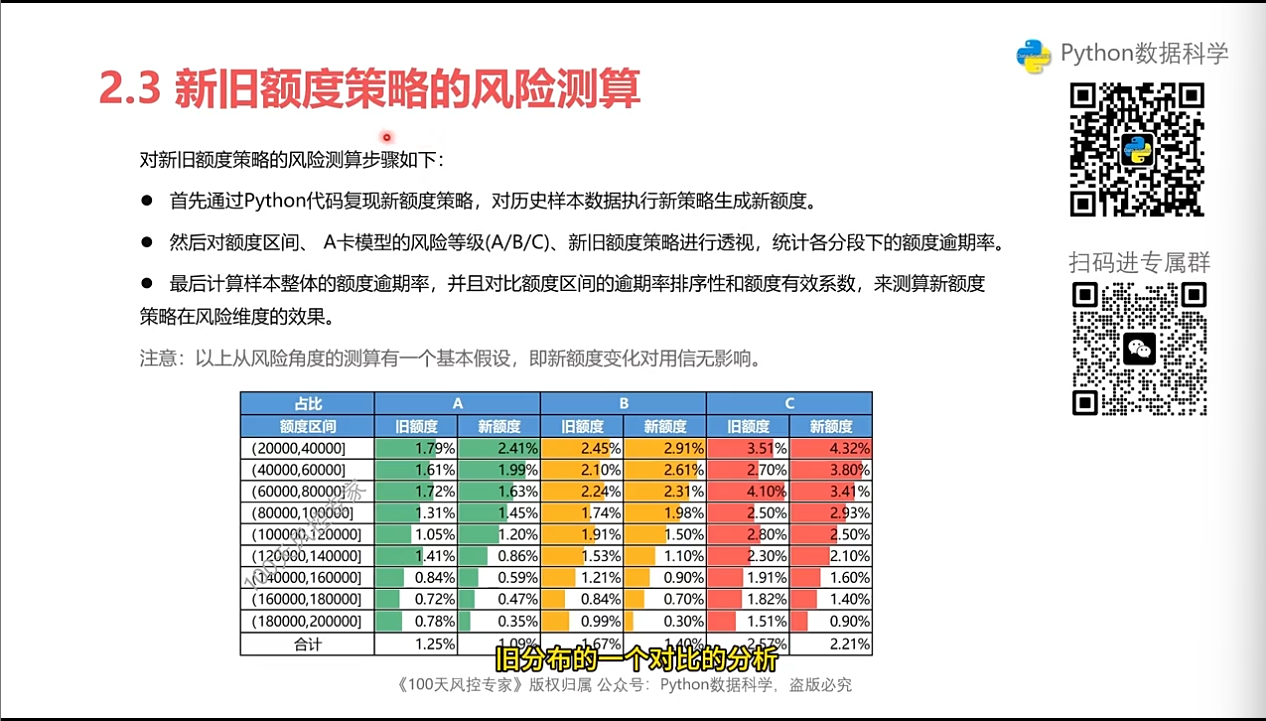 Python数据科学
2.3 新旧额度策略的风险测算
对新旧额度策略的风险测算步骤如下：
● 首先通过Python代码复现新额度策略，对历史样本数据执行新策略生成新额度。
● 然后对额度区间、 A卡模型的风险等级(A/B/C)、新旧额度策略进行透视，统计各分段下的额度逾期率。
● 最后计算样本整体的额度逾期率，并且对比额度区间的逾期率排序性和额度有效系数，来测算新额度
策略在风险维度的效果。
注意：以上从风险角度的测算有一个基本假设，即新额度变化对用信无影响。
扫码进专属群
占比 A B C
额度区间 旧额度 新额度 旧额度 新额度 旧额度 新额度
(20000,40000] 1.79% 2.41% 2.45% 2.91% 3.51% 4.32%
(40000,60000] 1.61% 1.99% 2.10% 2.61% 2.70% 3.80%
(60000,80000] 1.72% 1.63% 2.24% 2.31% 4.10% 3.41%
(80000,100000] 1.31% 1.45% 1.74% 1.98% 2.50% 2.93%
(100000,120000] 1.05% 1.20% 1.91% 1.50% 2.80% 2.50%
(120000,140000] 1.41% 0.86% 1.53% 1.10% 2.30% 2.10%
(140000,160000] 0.84% 0.59% 1.21% 0.90% 1.91% 1.60%
(160000,180000] 0.72% 0.47% 0.84% 0.70% 1.82% 1.40%
(180000,200000] 0.78% 0.35% 0.99% 0.30% 1.51% 0.90%
合计 1.25% 1.09% 1.67% 1.40% 2.57% 2.21%
100天风控专家
旧分布的一个对比的分析
《100天风控专家》版权归属 公众号：Python数据科学，盗版必究